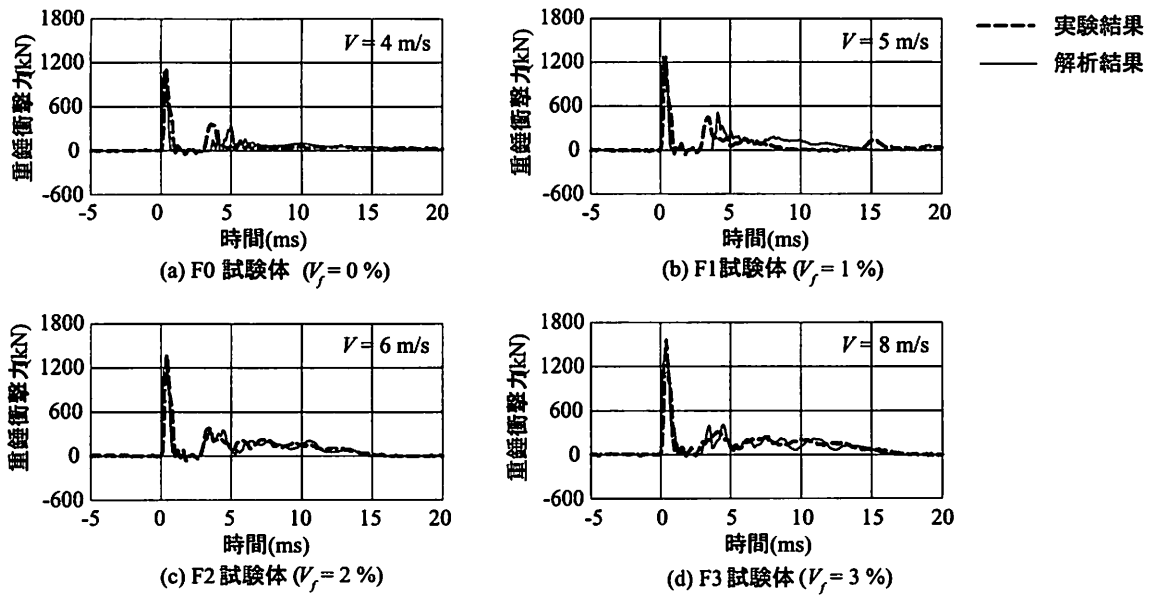 実験結果
解析結果
重錘衝撃力(kN)
1800
1200
600
0
-600
V = 4 m/s
-5 0 5 10 15 20
時間(ms)
(a) F0 試験体 (Vf = 0 %)
重錘衝撃力(kN)
1800
1200
600
0
-600
V = 5 m/s
-5 0 5 10 15 20
時間(ms)
(b) F1試験体 (Vf = 1 %)
重錘衝撃力(kN)
1800
1200
600
0
-600
V = 6 m/s
-5 0 5 10 15 20
時間(ms)
(c) F2 試験体 (Vf = 2 %)
重錘衝撃力(kN)
1800
1200
600
0
-600
V = 8 m/s
-5 0 5 10 15 20
時間(ms)
(d) F3 試験体 (Vf = 3 %)